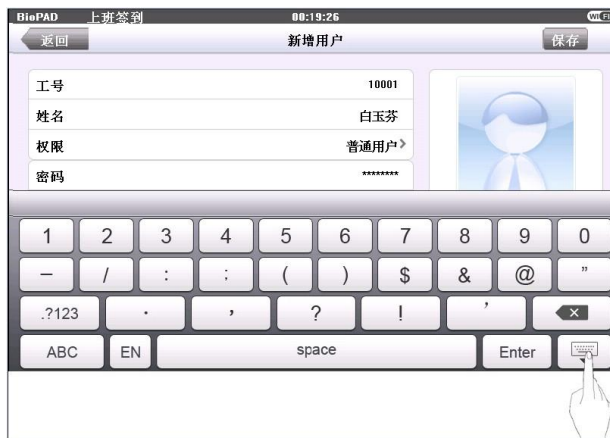 BioPAD 上班签到 00:19:26 WIFI
返回 新增用户 保存
工号 10001
姓名 白玉芬
权限 普通用户 >
密码 ********
1 2 3 4 5 6 7 8 9 0
— / : ; ( ) $ & @ ”
.?123 · , ? ! ’
ABC EN space Enter